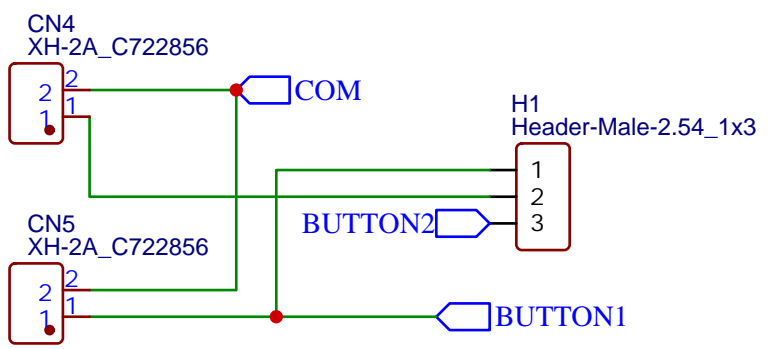 CN4
XH-2A_C722856
2 2
1 1
COM
H1
Header-Male-2.54_1x3
1
2
3
BUTTON2
CN5
XH-2A_C722856
2 2
1 1
BUTTON1